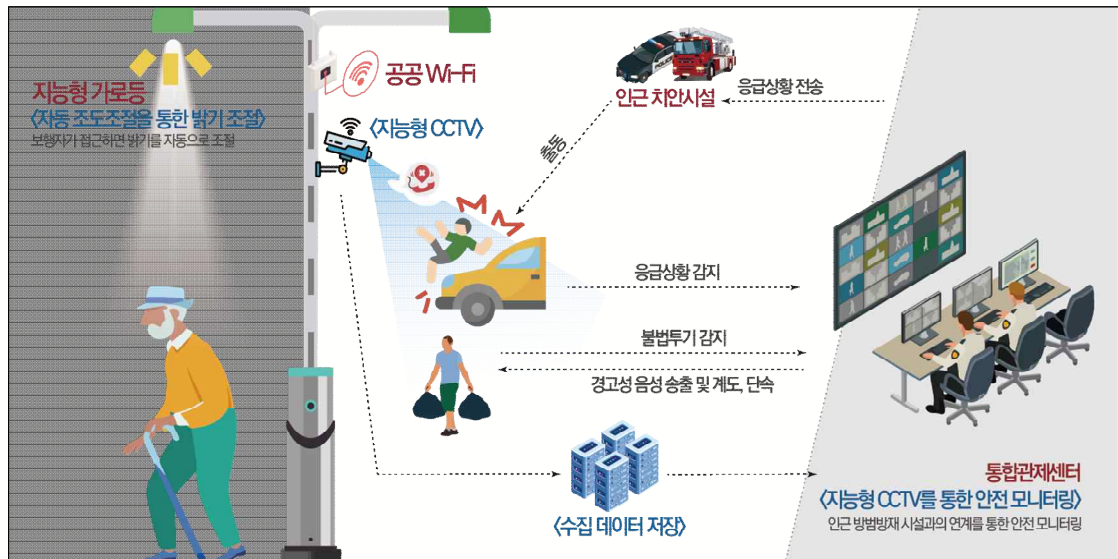 지능형 가로등
〈자동 조도조절을 통한 밝기 조절〉
보행자가 접근하면 밝기를 자동으로 조절
공공 Wi-Fi
〈지능형 CCTV〉
POLICE
인근 치안시설
응급상황 전송
출동
응급상황 감지
불법투기 감지
경고성 음성 송출 및 계도, 단속
〈수집 데이터 저장〉
통합관제센터
〈지능형 CCTV를 통한 안전 모니터링〉
인근 방범방재 시설과의 연계를 통한 안전 모니터링